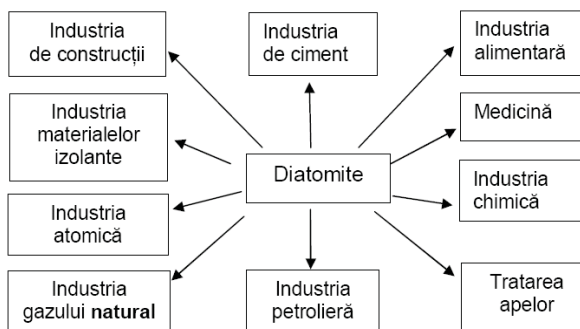 Industria
de construcții
Industria
de ciment
Industria
alimentară
Industria
materialelor
izolante
Medicină
Diatomite
Industria
chimică
Industria
atomică
Industria
gazului natural
Industria
petrolieră
Tratarea
apelor